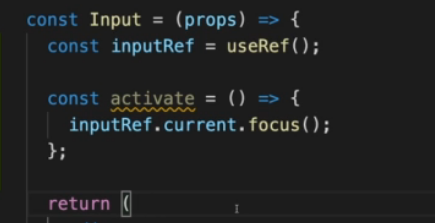 const Input = (props) => {
  const inputRef = useRef();

  const activate = () => {
    inputRef.current.focus();
  };

  return (